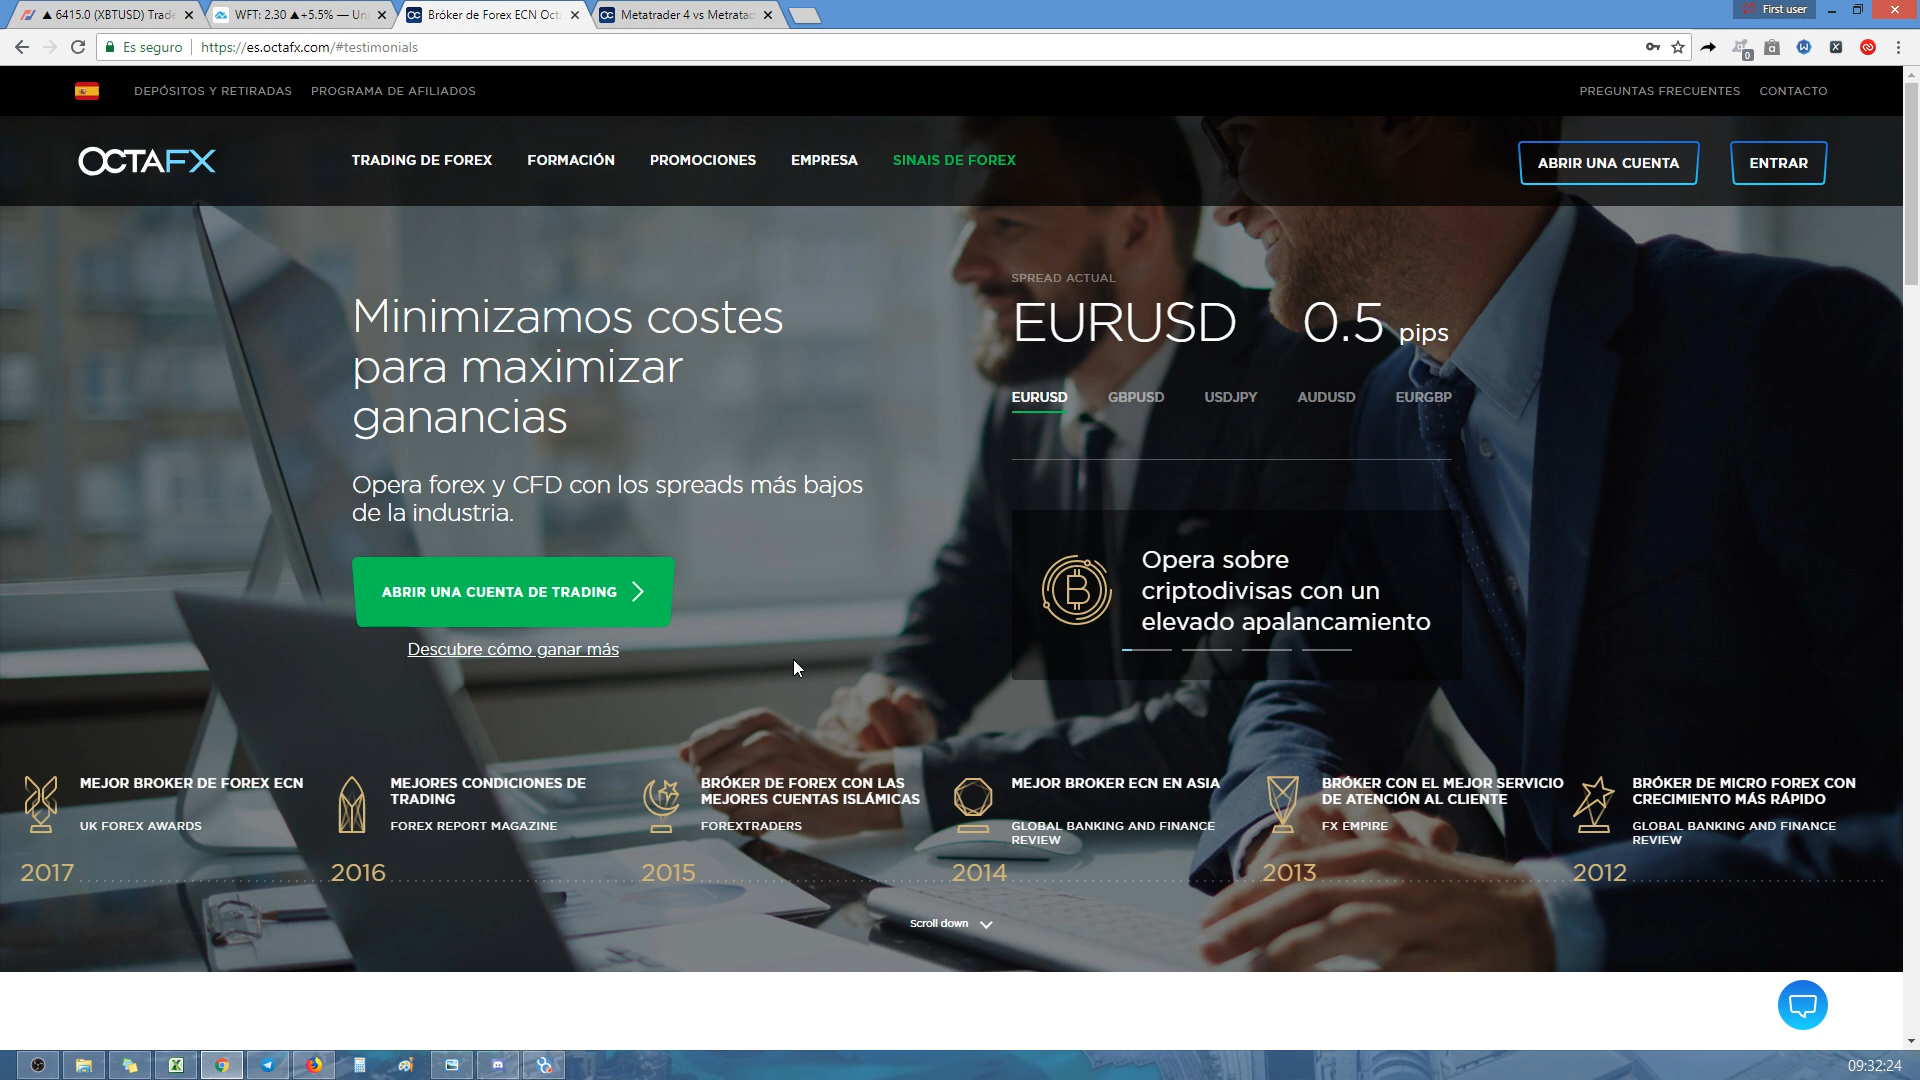 ▲ 6415.0 (XBTUSD) Trade
WFT: 2.30 ▲+5.5% — Un
Bróker de Forex ECN Oct
Metatrader 4 vs Metratad
First user
Es seguro
https://es.octafx.com/#testimonials
0
DEPÓSITOS Y RETIRADAS
PROGRAMA DE AFILIADOS
PREGUNTAS FRECUENTES
CONTACTO
OCTAFX
TRADING DE FOREX
FORMACIÓN
PROMOCIONES
EMPRESA
SINAIS DE FOREX
ABRIR UNA CUENTA
ENTRAR
Minimizamos costes
para maximizar
ganancias
Opera forex y CFD con los spreads más bajos
de la industria.
ABRIR UNA CUENTA DE TRADING
Descubre cómo ganar más
SPREAD ACTUAL
EURUSD 0.5 pips
EURUSD GBPUSD USDJPY AUDUSD EURGBP
Opera sobre
criptodivisas con un
elevado apalancamiento
MEJOR BROKER DE FOREX ECN
UK FOREX AWARDS
2017
MEJORES CONDICIONES DE
TRADING
FOREX REPORT MAGAZINE
2016
BRÓKER DE FOREX CON LAS
MEJORES CUENTAS ISLÁMICAS
FOREXTRADERS
2015
MEJOR BROKER ECN EN ASIA
GLOBAL BANKING AND FINANCE
REVIEW
2014
BRÓKER CON EL MEJOR SERVICIO
DE ATENCIÓN AL CLIENTE
FX EMPIRE
2013
BRÓKER DE MICRO FOREX CON
CRECIMIENTO MÁS RÁPIDO
GLOBAL BANKING AND FINANCE
REVIEW
2012
Scroll down
09:32:24